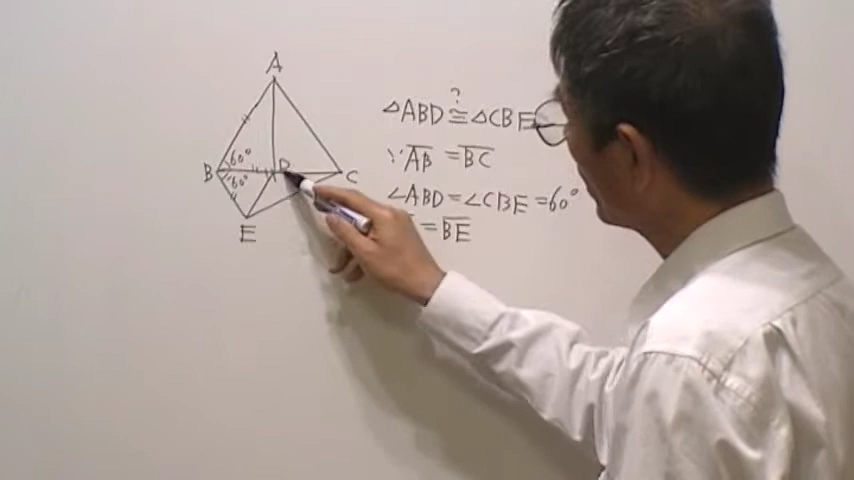 A
B 60° D C
60°
E
?
△ABD ≅ △CBE
∵ AB = BC
∠ABD = ∠CBE = 60°
= BE